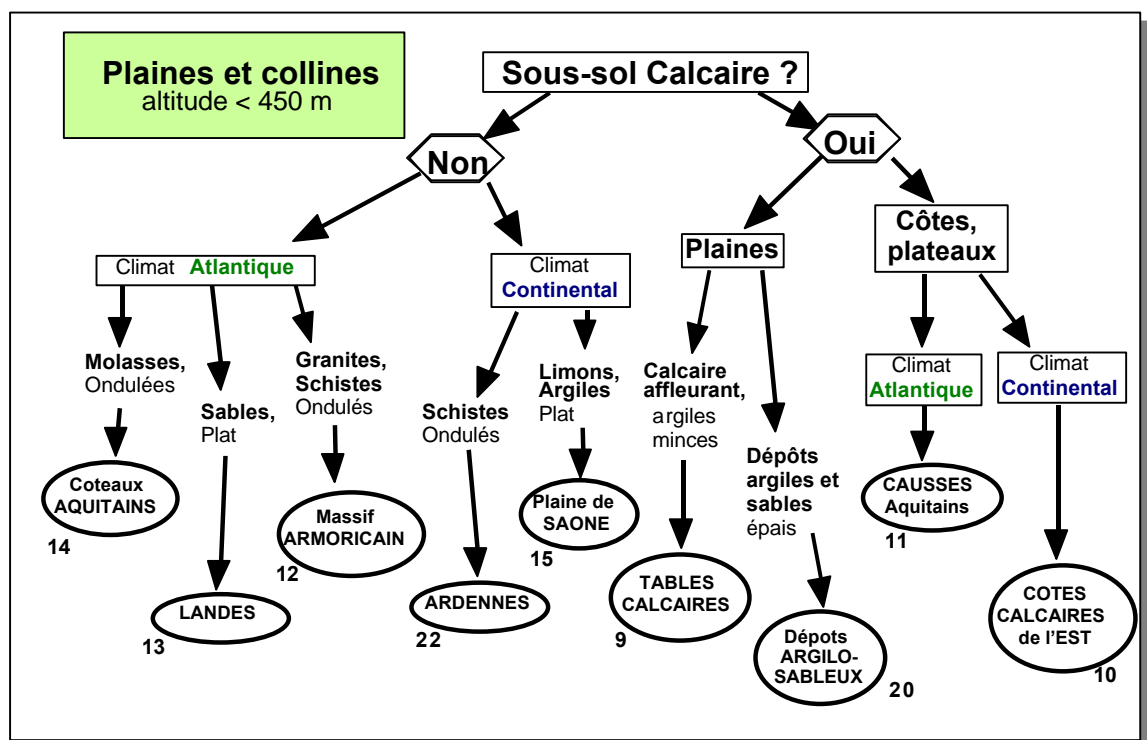 Plaines et collines
altitude < 450 m
Sous-sol Calcaire ?
Non
Oui
Climat Atlantique
Climat
Continental
Plaines
Côtes,
plateaux
Molasses,
Ondulées
Sables,
Plat
Granites,
Schistes
Ondulés
Schistes
Ondulés
Limons,
Argiles
Plat
Calcaire
affleurant,
argiles
minces
Dépôts
argiles et
sables
épais
Climat
Atlantique
Climat
Continental
Coteaux
AQUITAINS
14
LANDES
13
Massif
ARMORICAIN
12
ARDENNES
22
Plaine de
SAONE
15
TABLES
CALCAIRES
9
Dépots
ARGILO-
SABLEUX
20
CAUSSES
Aquitains
11
COTES
CALCAIRES
de l'EST
10